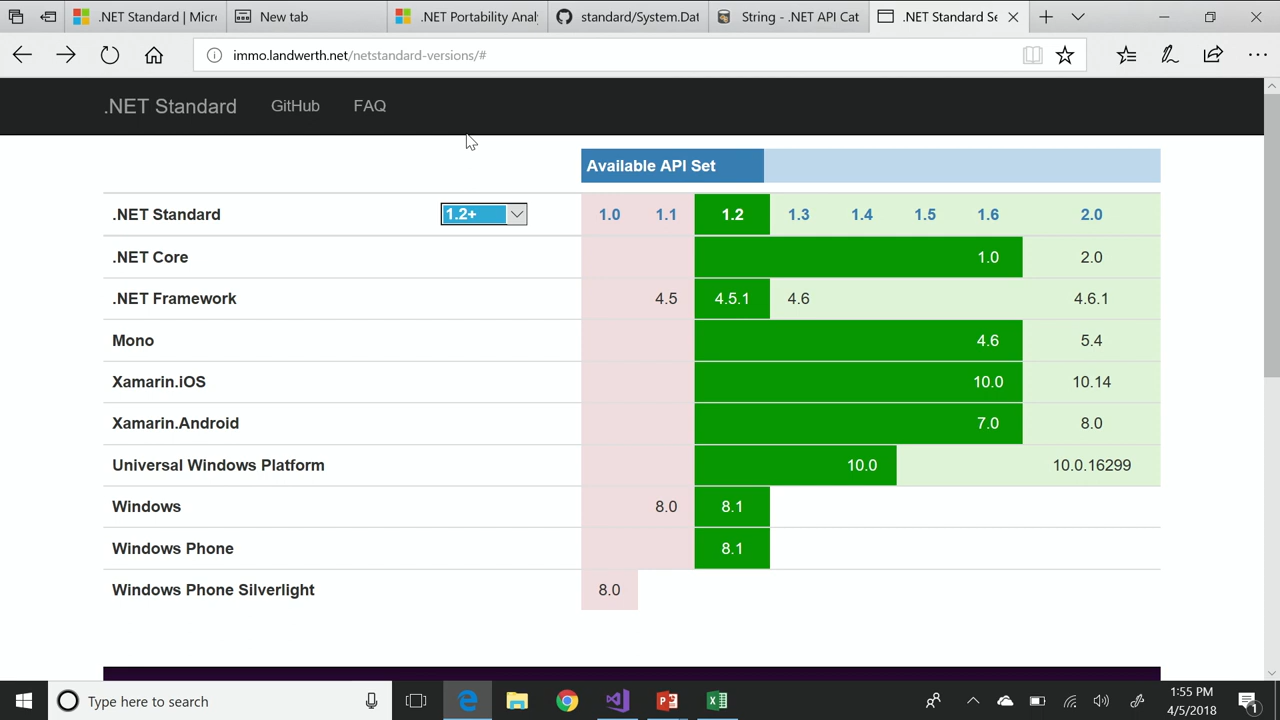 .NET Standard | Micr
New tab
.NET Portability Anal
standard/System.Dat
String - .NET API Cat
.NET Standard Se
immo.landwerth.net/netstandard-versions/#
.NET Standard GitHub FAQ
Available API Set
.NET Standard 1.2+ 1.0 1.1 1.2 1.3 1.4 1.5 1.6 2.0
.NET Core 1.0 2.0
.NET Framework 4.5 4.5.1 4.6 4.6.1
Mono 4.6 5.4
Xamarin.iOS 10.0 10.14
Xamarin.Android 7.0 8.0
Universal Windows Platform 10.0 10.0.16299
Windows 8.0 8.1
Windows Phone 8.1
Windows Phone Silverlight 8.0
Type here to search
1:55 PM
4/5/2018
1